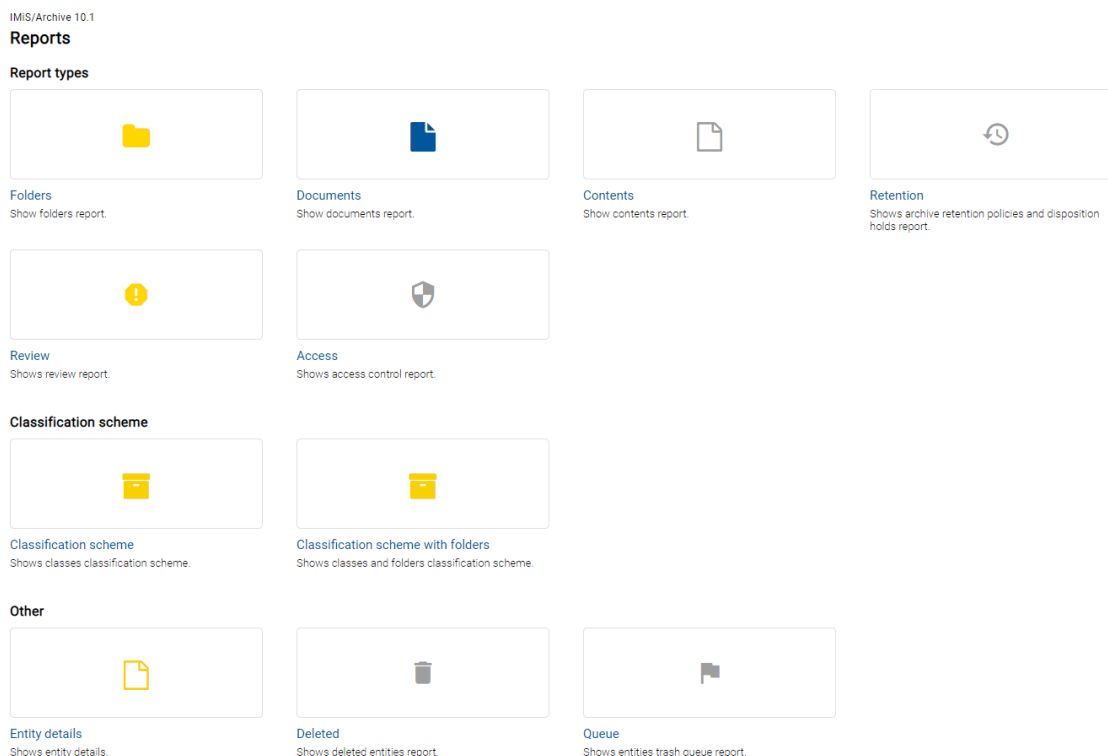 IMiS/Archive 10.1
Reports
Report types
Folders
Show folders report.
Documents
Show documents report.
Contents
Show contents report.
Retention
Shows archive retention policies and disposition
holds report.
Review
Shows review report.
Access
Shows access control report.
Classification scheme
Classification scheme
Shows classes classification scheme.
Classification scheme with folders
Shows classes and folders classification scheme.
Other
Entity details
Shows entity details.
Deleted
Shows deleted entities report.
Queue
Shows entities trash queue report.